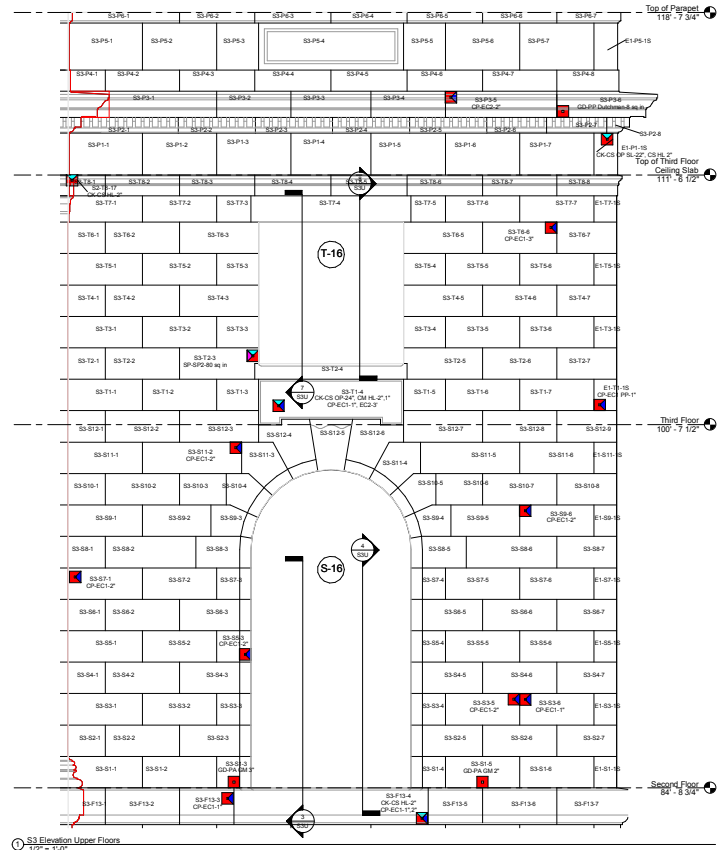 S3-P6-1 S3-P6-2 S3-P6-3 S3-P6-4 S3-P6-5 S3-P6-6 S3-P6-7
Top of Parapet
118' - 7 3/4"
S3-P5-1 S3-P5-2 S3-P5-3 S3-P5-4 S3-P5-5 S3-P5-6 S3-P5-7 E1-P5-1S
S3-P4-1 S3-P4-2 S3-P4-3 S3-P4-4 S3-P4-5 S3-P4-6 S3-P4-7 S3-P4-8
S3-P3-1 S3-P3-2 S3-P3-3 S3-P3-4 S3-P3-5 S3-P3-6
CP-EC2-2" GD-PP Dutchman-8 sq in
S3-P2-1 S3-P2-2 S3-P2-3 S3-P2-4 S3-P2-5 S3-P2-6 S3-P2-7 S3-P2-8
S3-P1-1 S3-P1-2 S3-P1-3 S3-P1-4 S3-P1-5 S3-P1-6 S3-P1-7 E1-P1-1S
CK-CS OP SL-22", CS HL 2"
Top of Third Floor
Ceiling Slab
111' - 6 1/2"
S3-T8-1 S3-T8-2 S3-T8-3 S3-T8-4 S3-T8-5 S3-T8-6 S3-T8-7 S3-T8-8
S2-T8-17
CK-CS HL-2"
S3U
S3-T7-1 S3-T7-2 S3-T7-3 S3-T7-4 S3-T7-5 S3-T7-6 S3-T7-7 E1-T7-1S
S3-T6-1 S3-T6-2 S3-T6-3 S3-T6-5 S3-T6-6 S3-T6-7
CP-EC1-3"
T-16
S3-T5-1 S3-T5-2 S3-T5-3 S3-T5-4 S3-T5-5 S3-T5-6 E1-T5-1S
S3-T4-1 S3-T4-2 S3-T4-3 S3-T4-5 S3-T4-6 S3-T4-7
S3-T3-1 S3-T3-2 S3-T3-3 S3-T3-4 S3-T3-5 S3-T3-6 E1-T3-1S
S3-T2-1 S3-T2-2 S3-T2-3 S3-T2-4 S3-T2-5 S3-T2-6 S3-T2-7
SP-SP2-80 sq in
S3-T1-1 S3-T1-2 S3-T1-3 S3-T1-4 S3-T1-5 S3-T1-6 S3-T1-7 E1-T1-1S
CK-CS OP-24", CM HL-2",1"
CP-EC1-1", EC2-3'
CP-EC1 PP-1"
7
S3U
Third Floor
100' - 7 1/2"
S3-S12-1 S3-S12-2 S3-S12-3 S3-S12-4 S3-S12-5 S3-S12-6 S3-S12-7 S3-S12-8 S3-S12-9
S3-S11-1 S3-S11-2 S3-S11-3 S3-S11-4 S3-S11-5 S3-S11-6 E1-S11-1S
CP-EC1-2"
S3-S10-1 S3-S10-2 S3-S10-3 S3-S10-4 S3-S10-5 S3-S10-6 S3-S10-7 S3-S10-8
S3-S9-1 S3-S9-2 S3-S9-3 S3-S9-4 S3-S9-5 S3-S9-6 E1-S9-1S
CP-EC1-2"
S3-S8-1 S3-S8-2 S3-S8-3 S3-S8-5 S3-S8-6 S3-S8-7
4
S3U
S-16
S3-S7-1 S3-S7-2 S3-S7-3 S3-S7-4 S3-S7-5 S3-S7-6 E1-S7-1S
CP-EC1-2"
S3-S6-1 S3-S6-2 S3-S6-3 S3-S6-5 S3-S6-6 S3-S6-7
S3-S5-1 S3-S5-2 S3-S5-3 S3-S5-4 S3-S5-5 S3-S5-6 E1-S5-1S
CP-EC1-2"
S3-S4-1 S3-S4-2 S3-S4-3 S3-S4-5 S3-S4-6 S3-S4-7
S3-S3-1 S3-S3-2 S3-S3-3 S3-S3-4 S3-S3-5 S3-S3-6 E1-S3-1S
CP-EC1-2" CP-EC1-1"
S3-S2-1 S3-S2-2 S3-S2-3 S3-S2-5 S3-S2-6 S3-S2-7
S3-S1-1 S3-S1-2 S3-S1-3 S3-S1-4 S3-S1-5 S3-S1-6 E1-S1-1S
GD-PA GM 3" GD-PA GM 2"
Second Floor
84' - 8 3/4"
S3-F13-1 S3-F13-2 S3-F13-3 S3-F13-4 S3-F13-5 S3-F13-6 S3-F13-7
CP-EC1-1"
CK-CS HL-2"
CP-EC1-1",2"
3
S3U
1 S3 Elevation Upper Floors
1/2" = 1'-0"